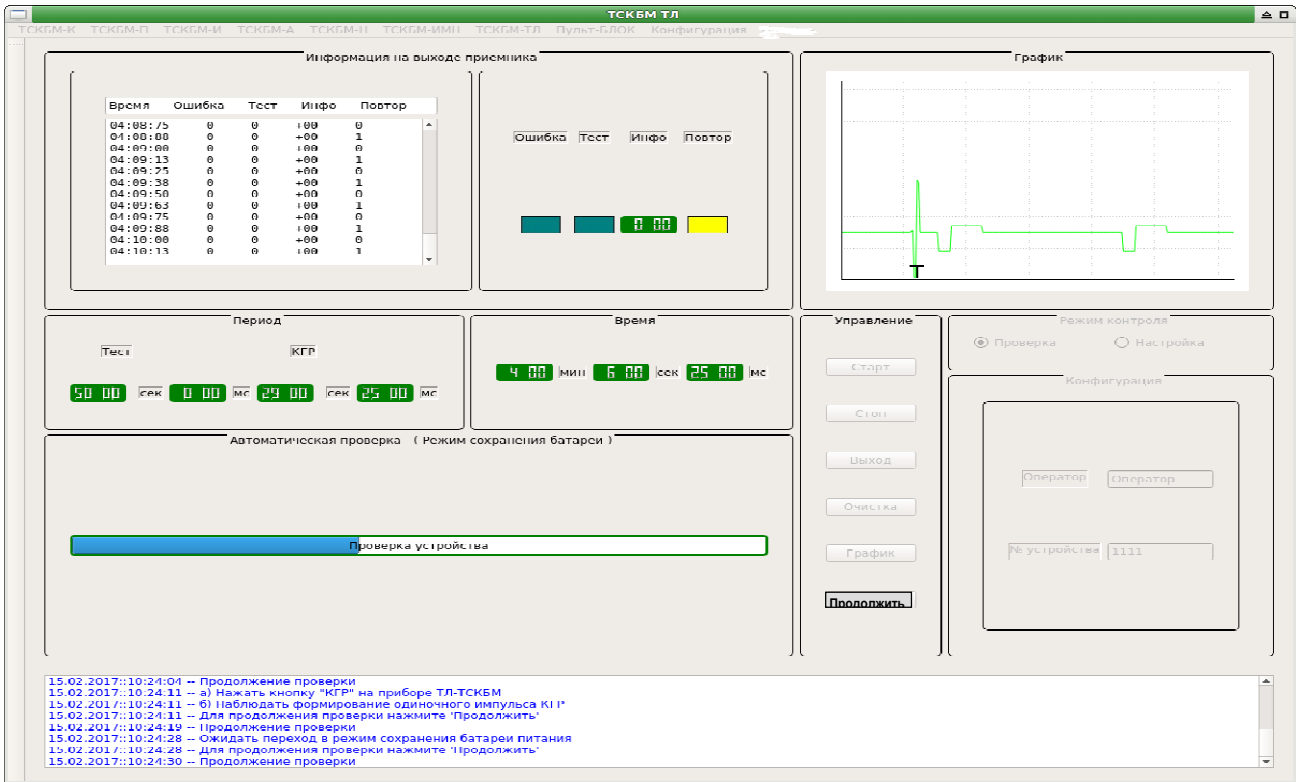 ТСКБМ ТЛ
ТСКБМ-К ТСКБМ-П ТСКБМ-И ТСКБМ-А ТСКБМ-Ц ТСКБМ-ИМЦ ТСКБМ-ТЛ Пульт-БЛОК Конфигурация
Информация на выходе приемника
Время Ошибка Тест Инфо Повтор
04:08:75 0 0 +00 0
04:08:88 0 0 +00 1
04:09:00 0 0 +00 0
04:09:13 0 0 +00 1
04:09:25 0 0 +00 0
04:09:38 0 0 +00 1
04:09:50 0 0 +00 0
04:09:63 0 0 +00 1
04:09:75 0 0 +00 0
04:09:88 0 0 +00 1
04:10:00 0 0 +00 0
04:10:13 0 0 +00 1
Ошибка Тест Инфо Повтор
0 00
График
Т
Период
Тест КГР
50 00 сек 0 00 мс 29 00 сек 25 00 мс
Время
4 00 мин 6 00 сек 25 00 мс
Автоматическая проверка ( Режим сохранения батареи )
Проверка устройства
Управление
Старт
Стоп
Выход
Очистка
График
Продолжить
Режим контроля
Проверка Настройка
Конфигурация
Оператор Оператор
№ устройства 1111
15.02.2017::10:24:04 -- Продолжение проверки
15.02.2017::10:24:11 -- а) Нажать кнопку "КГР" на приборе ТЛ-ТСКБМ
15.02.2017::10:24:11 -- б) Наблюдать формирование одиночного импульса КГР
15.02.2017::10:24:11 -- Для продолжения проверки нажмите 'Продолжить'
15.02.2017::10:24:19 -- Продолжение проверки
15.02.2017::10:24:28 -- Ожидать переход в режим сохранения батареи питания
15.02.2017::10:24:28 -- Для продолжения проверки нажмите 'Продолжить'
15.02.2017::10:24:30 -- Продолжение проверки